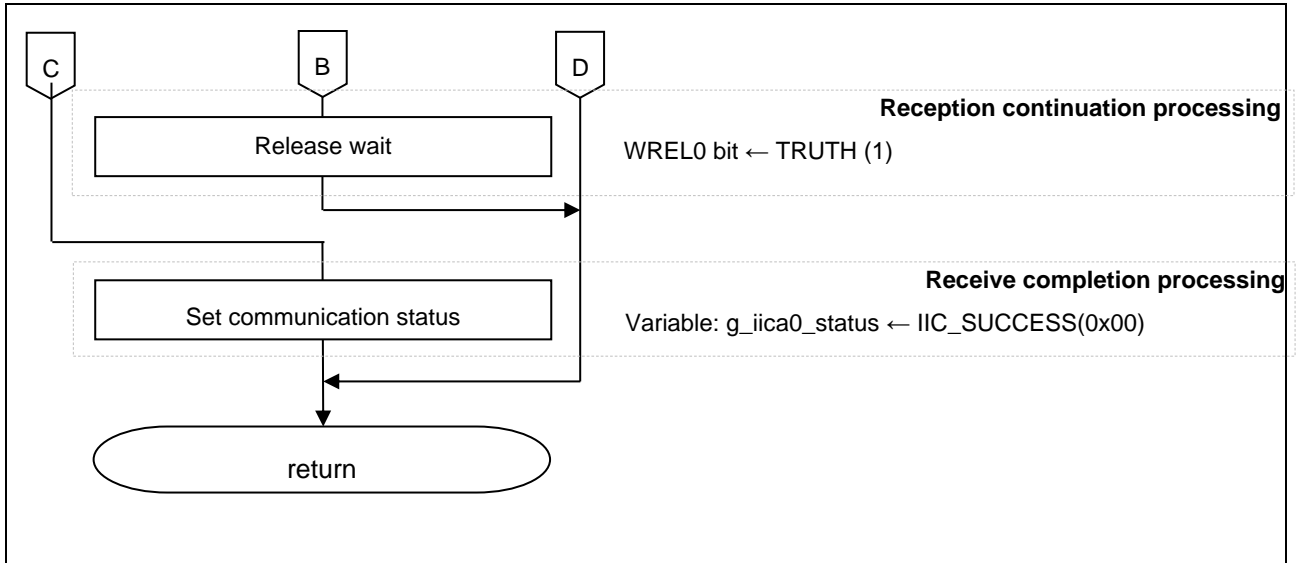 C
B
D
Reception continuation processing
Release wait
WREL0 bit ← TRUTH (1)
Receive completion processing
Set communication status
Variable: g_iica0_status ← IIC_SUCCESS(0x00)
return